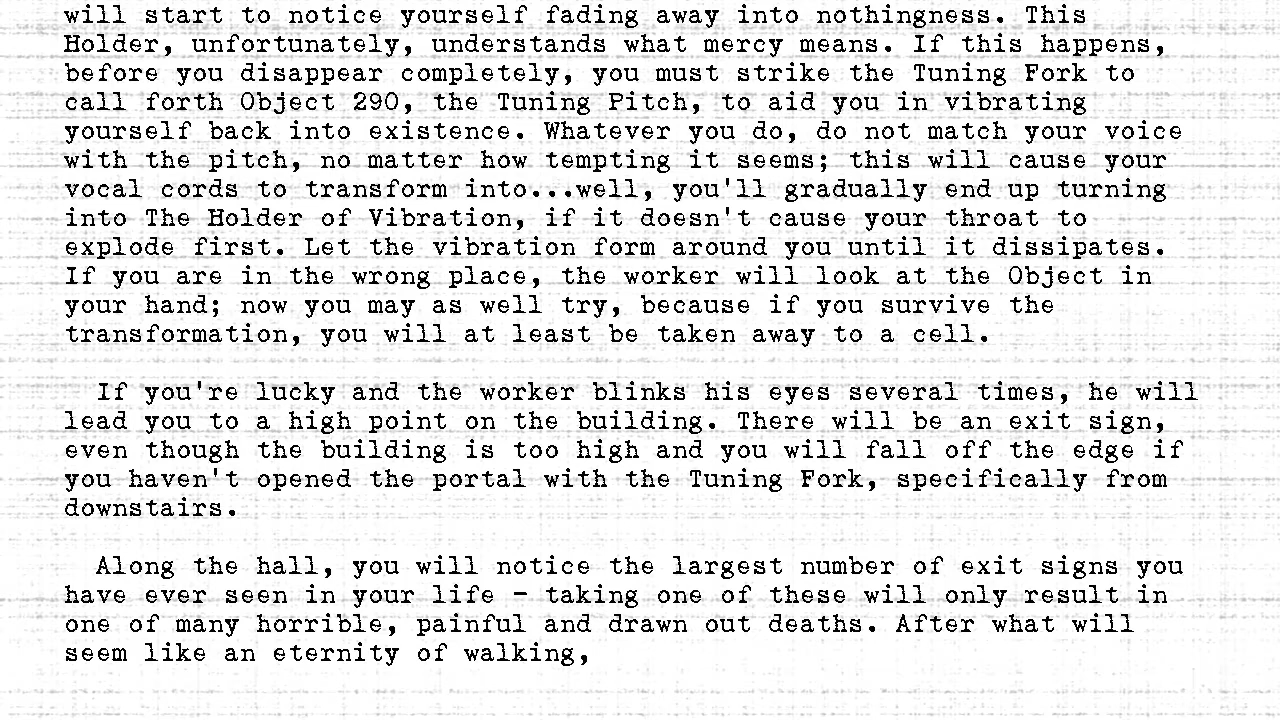 will start to notice yourself fading away into nothingness. This
Holder, unfortunately, understands what mercy means. If this happens,
before you disappear completely, you must strike the Tuning Fork to
call forth Object 290, the Tuning Pitch, to aid you in vibrating
yourself back into existence. Whatever you do, do not match your voice
with the pitch, no matter how tempting it seems; this will cause your
vocal cords to transform into...well, you'll gradually end up turning
into The Holder of Vibration, if it doesn't cause your throat to
explode first. Let the vibration form around you until it dissipates.
If you are in the wrong place, the worker will look at the Object in
your hand; now you may as well try, because if you survive the
transformation, you will at least be taken away to a cell.
If you're lucky and the worker blinks his eyes several times, he will
lead you to a high point on the building. There will be an exit sign,
even though the building is too high and you will fall off the edge if
you haven't opened the portal with the Tuning Fork, specifically from
downstairs.
Along the hall, you will notice the largest number of exit signs you
have ever seen in your life - taking one of these will only result in
one of many horrible, painful and drawn out deaths. After what will
seem like an eternity of walking,